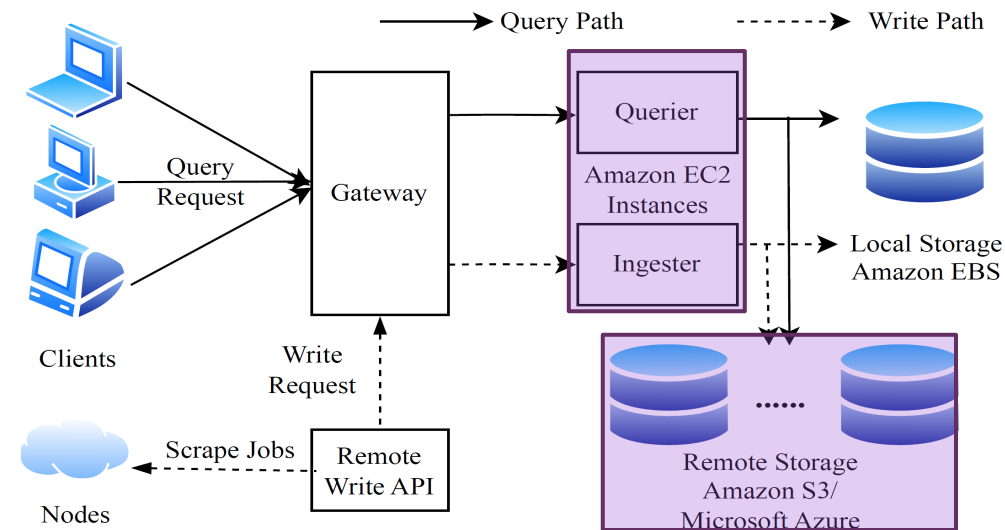 Query Path
Write Path
Query
Request
Gateway
Querier
Amazon EC2
Instances
Ingester
Local Storage
Amazon EBS
Clients
Write
Request
......
Scrape Jobs
Remote
Write API
Nodes
Remote Storage
Amazon S3/
Microsoft Azure